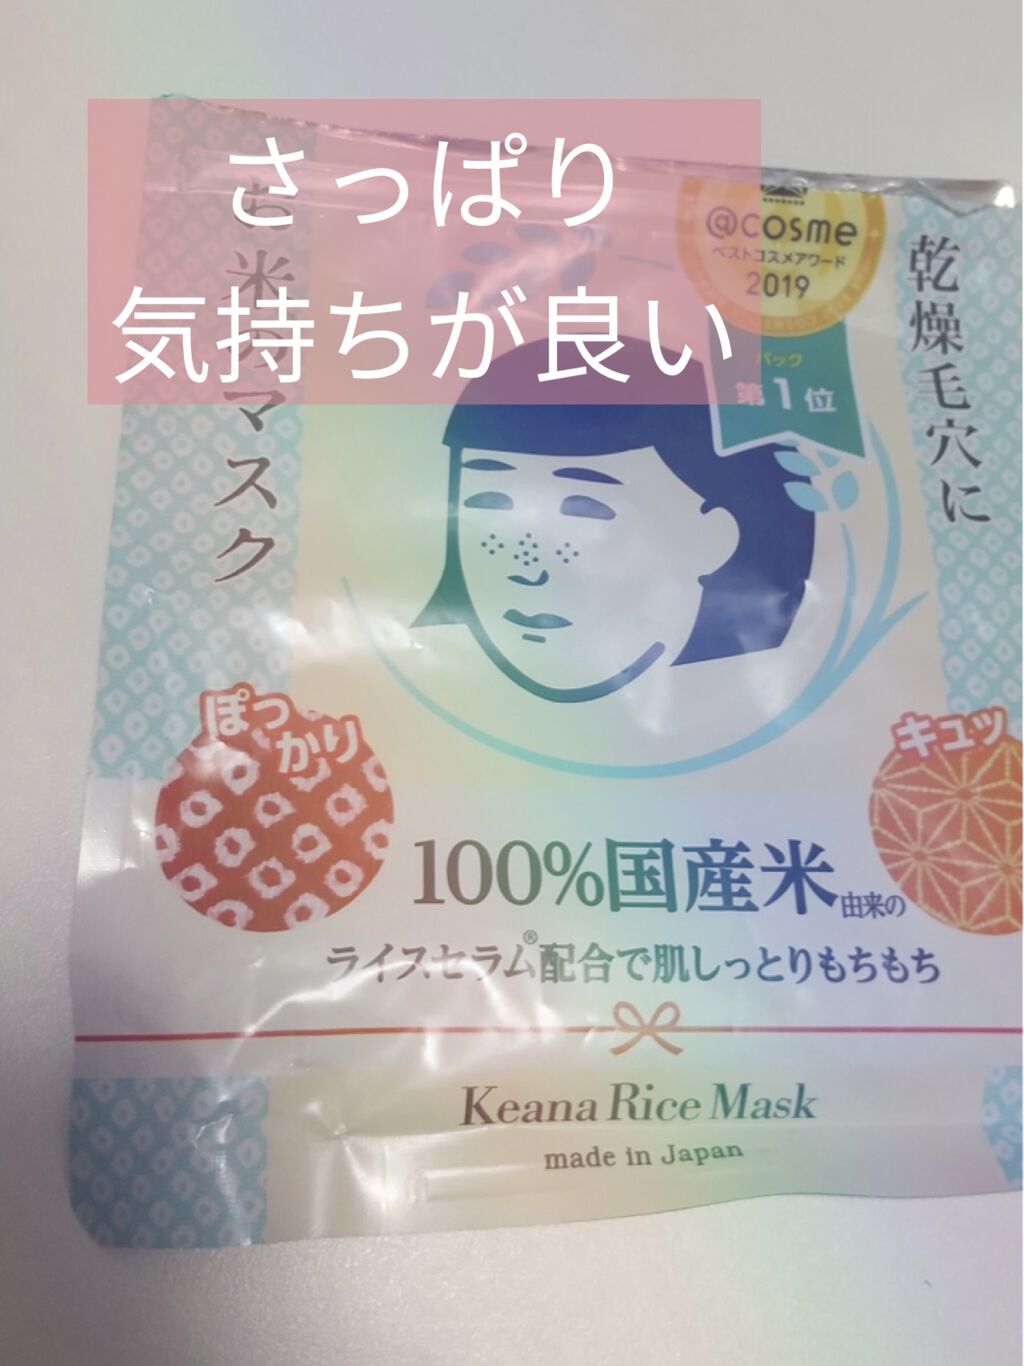 さっぱり
気持ちが良い
お米のマスク
@cosme
ベストコスメアワード
2019
パック
第1位
乾燥毛穴に
ぽっ
かり
キュッ
100%国産米由来の
ライスセラム®配合で肌しっとりもちもち
Keana Rice Mask
made in Japan